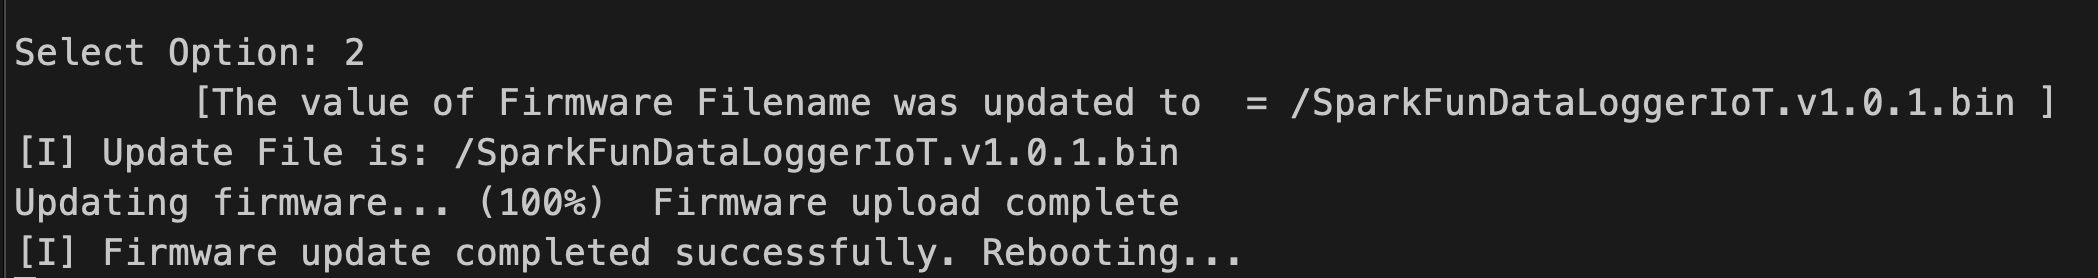 Select Option: 2
[The value of Firmware Filename was updated to  = /SparkFunDataLoggerIoT.v1.0.1.bin ]
[I] Update File is: /SparkFunDataLoggerIoT.v1.0.1.bin
Updating firmware... (100%)  Firmware upload complete
[I] Firmware update completed successfully. Rebooting...